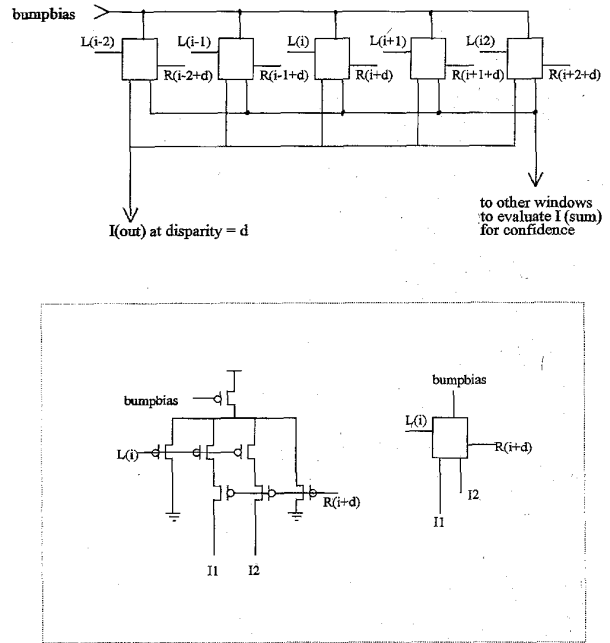 bumpbias
L(i-2) L(i-1) L(i) L(i+1) L(i2)
R(i-2+d) R(i-1+d) R(i+d) R(i+1+d) R(i+2+d)
I(out) at disparity = d
to other windows
to evaluate I (sum)
for confidence
bumpbias
L(i)
R(i+d)
I1 I2
bumpbias
L(i)
R(i+d)
I2
I1